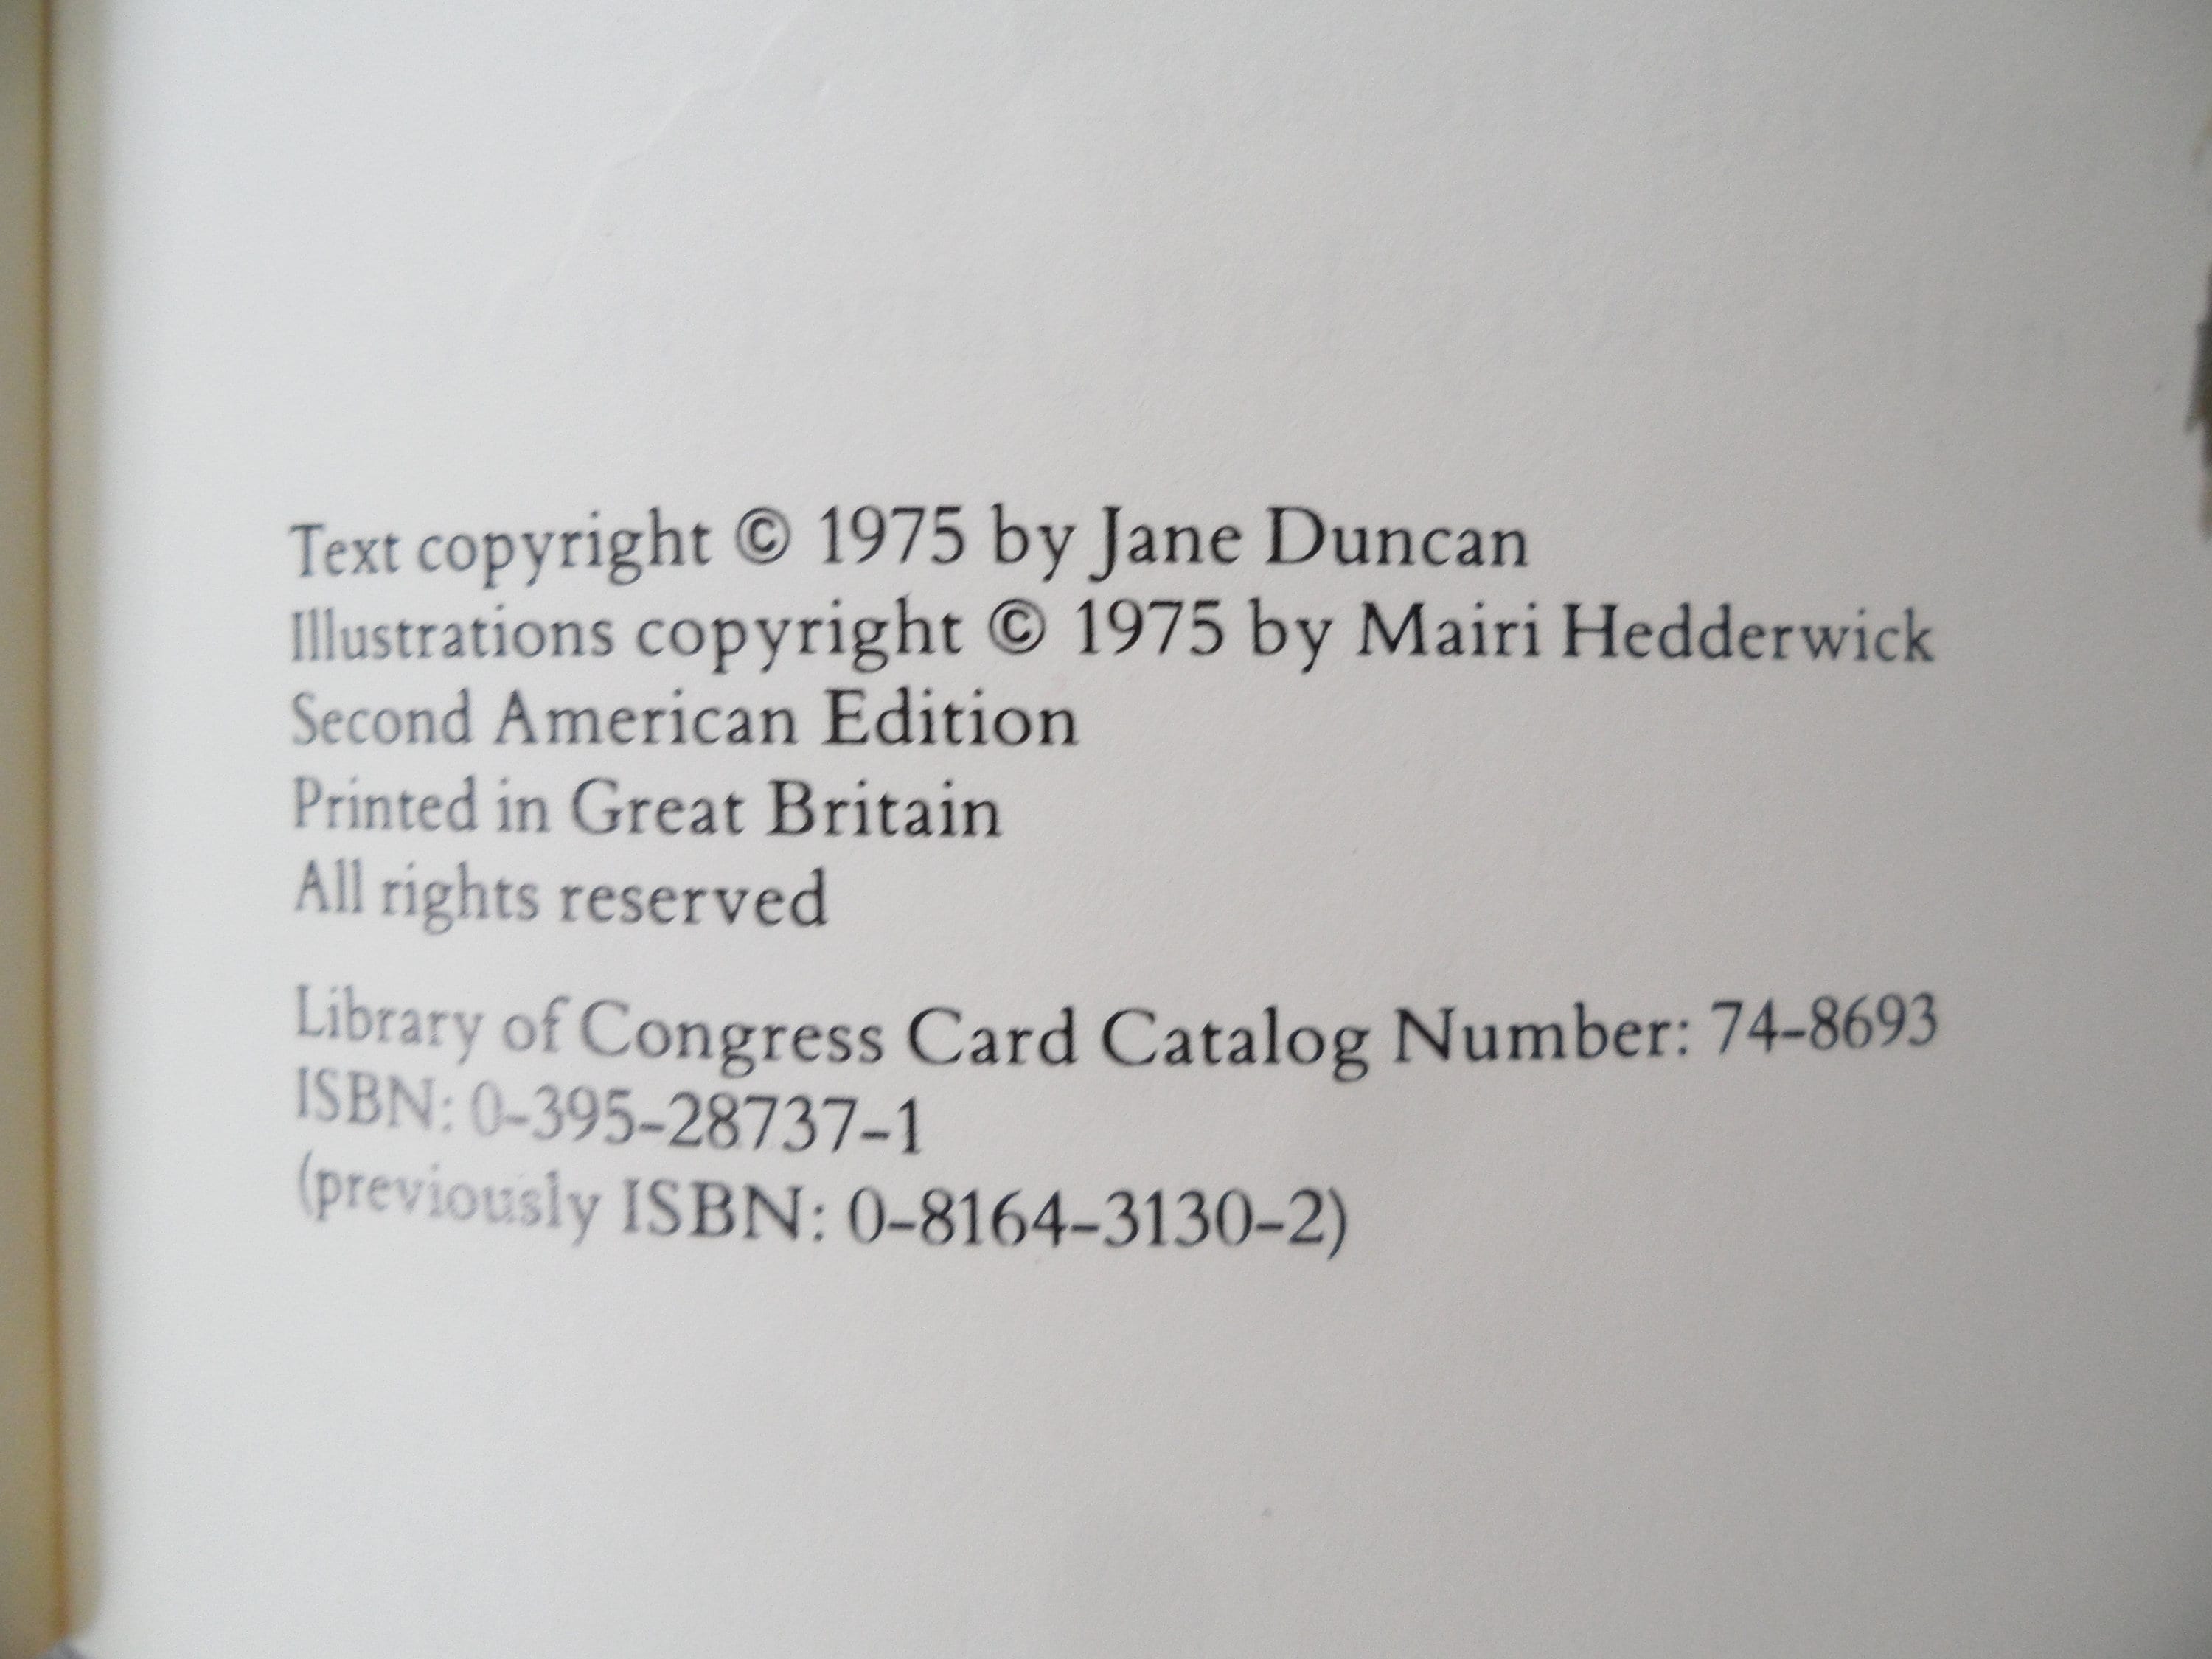 Text copyright © 1975 by Jane Duncan
Illustrations copyright © 1975 by Mairi Hedderwick
Second American Edition
Printed in Great Britain
All rights reserved
Library of Congress Card Catalog Number: 74-8693
ISBN: 0-395-28737-1
(previously ISBN: 0-8164-3130-2)